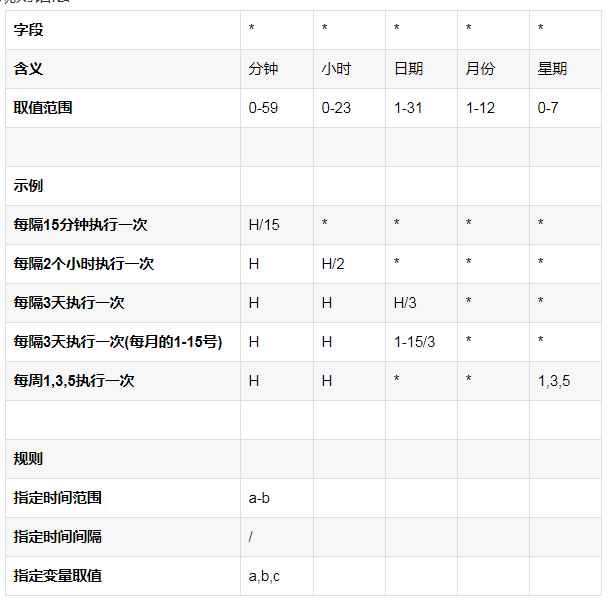 字段 * * * * *
含义 分钟 小时 日期 月份 星期
取值范围 0-59 0-23 1-31 1-12 0-7
示例
每隔15分钟执行一次 H/15 * * * *
每隔2个小时执行一次 H H/2 * * *
每隔3天执行一次 H H H/3 * *
每隔3天执行一次(每月的1-15号) H H 1-15/3 * *
每周1,3,5执行一次 H H * * 1,3,5
规则
指定时间范围 a-b
指定时间间隔 /
指定变量取值 a,b,c